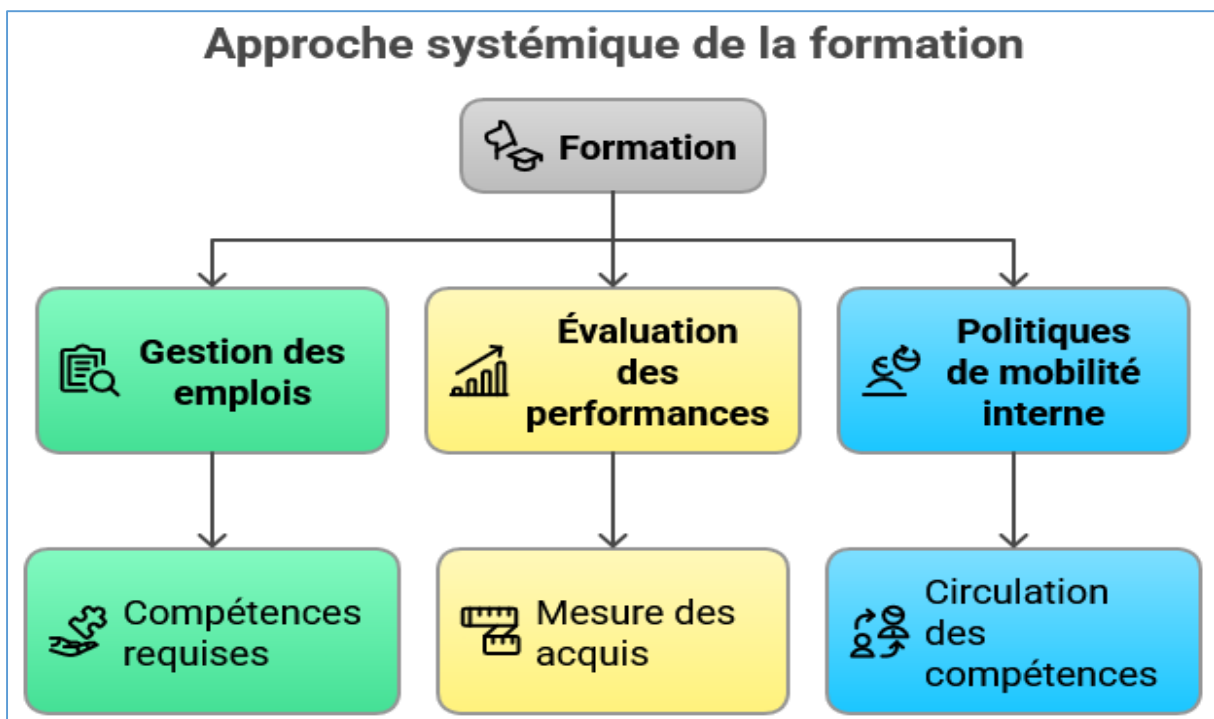 Approche systémique de la formation
Formation
Gestion des
emplois
Évaluation
des
performances
Politiques
de mobilité
interne
Compétences
requises
Mesure des
acquis
Circulation
des
compétences